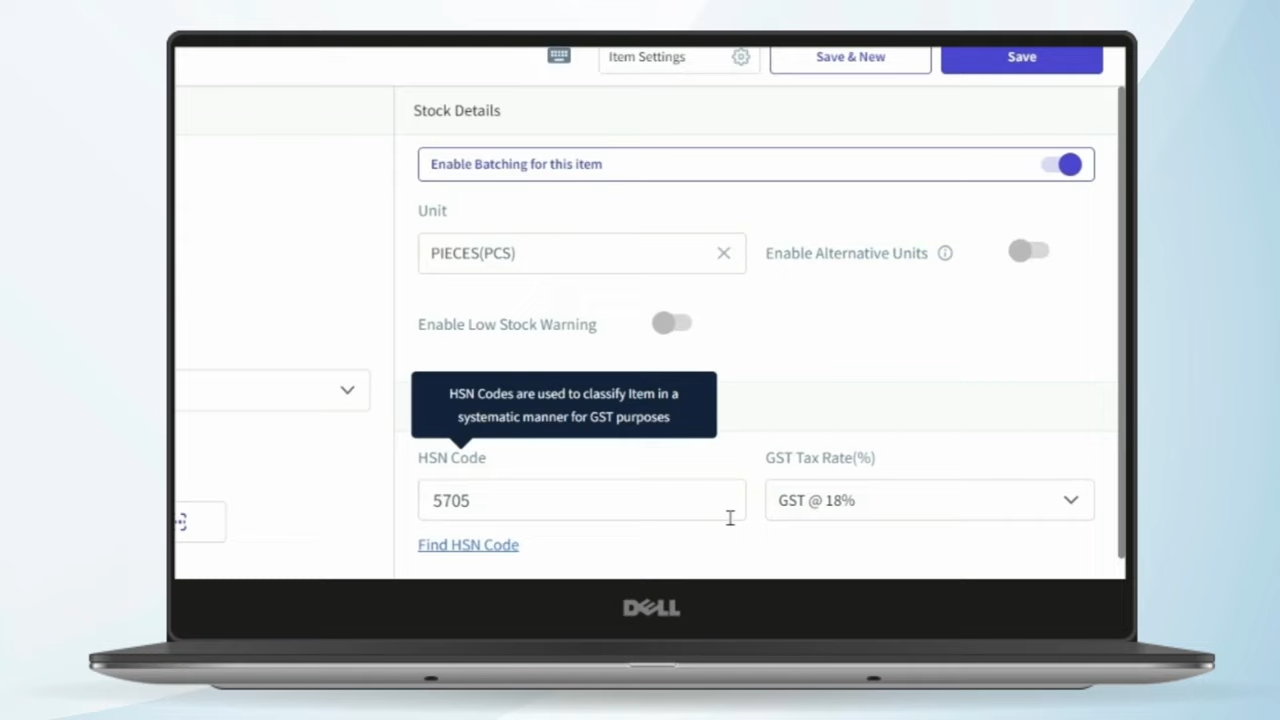 Item Settings
Save & New
Save
Stock Details
Enable Batching for this item
Unit
PIECES(PCS)
Enable Alternative Units
Enable Low Stock Warning
HSN Codes are used to classify Item in a
systematic manner for GST purposes
HSN Code
GST Tax Rate(%)
5705
GST @ 18%
Find HSN Code
DELL